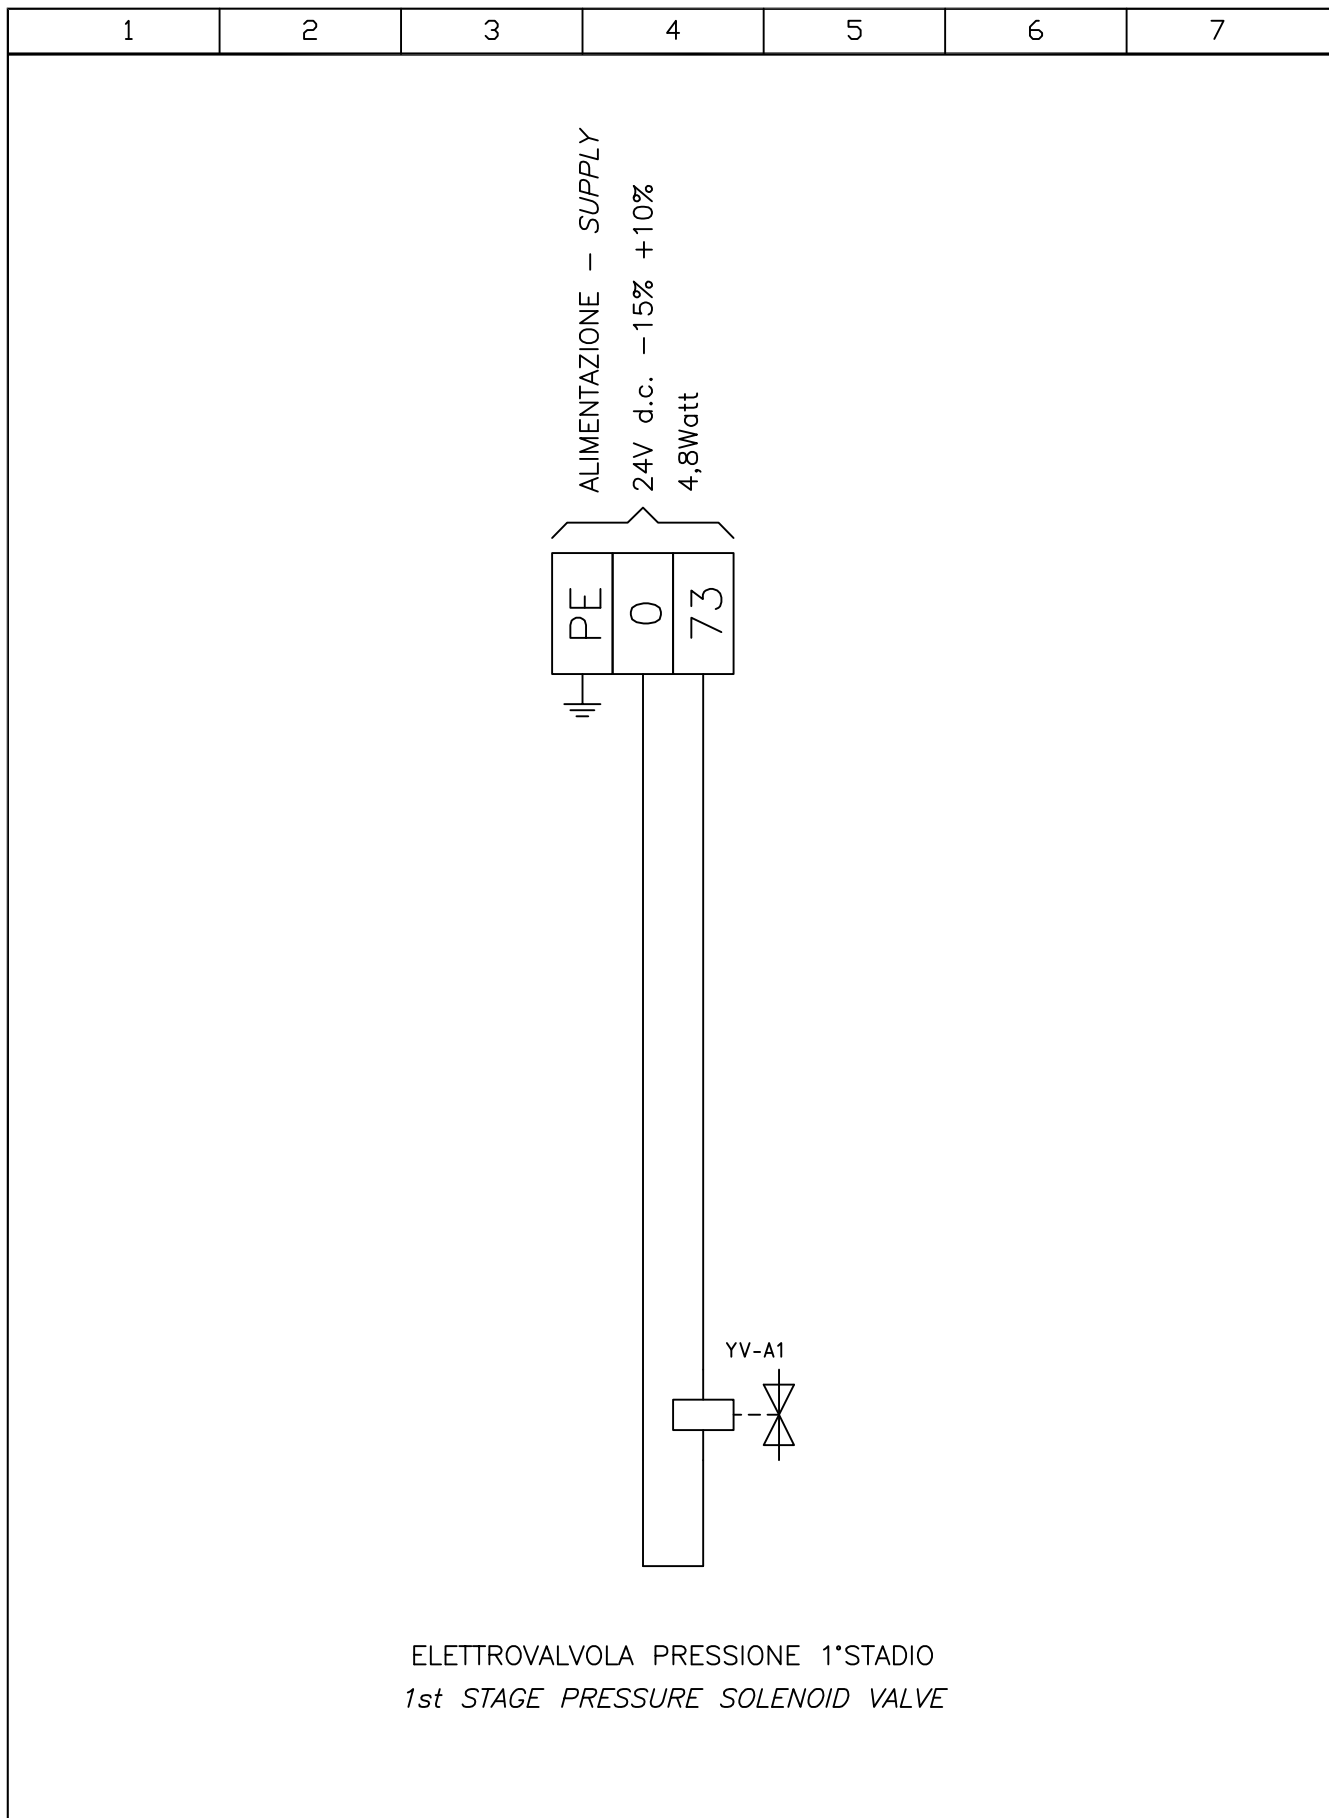 1 2 3 4 5 6 7
ALIMENTAZIONE - SUPPLY
24V d.c. -15% +10%
4,8Watt
PE 0 73
YV-A1
ELETTROVALVOLA PRESSIONE 1°STADIO
1st STAGE PRESSURE SOLENOID VALVE